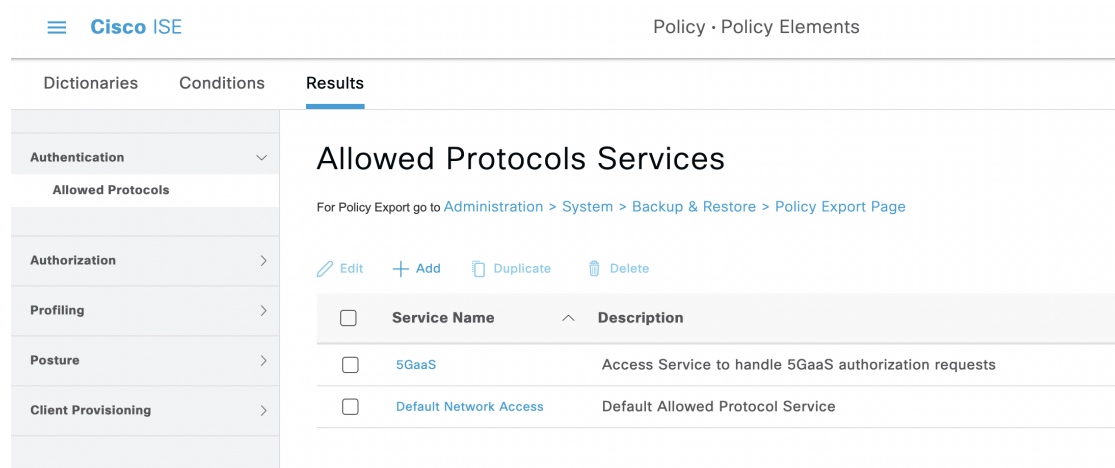 Cisco ISE
Policy · Policy Elements
Dictionaries Conditions Results
Authentication
Allowed Protocols
Authorization
Profiling
Posture
Client Provisioning
Allowed Protocols Services
For Policy Export go to Administration > System > Backup & Restore > Policy Export Page
Edit Add Duplicate Delete
Service Name Description
5GaaS Access Service to handle 5GaaS authorization requests
Default Network Access Default Allowed Protocol Service